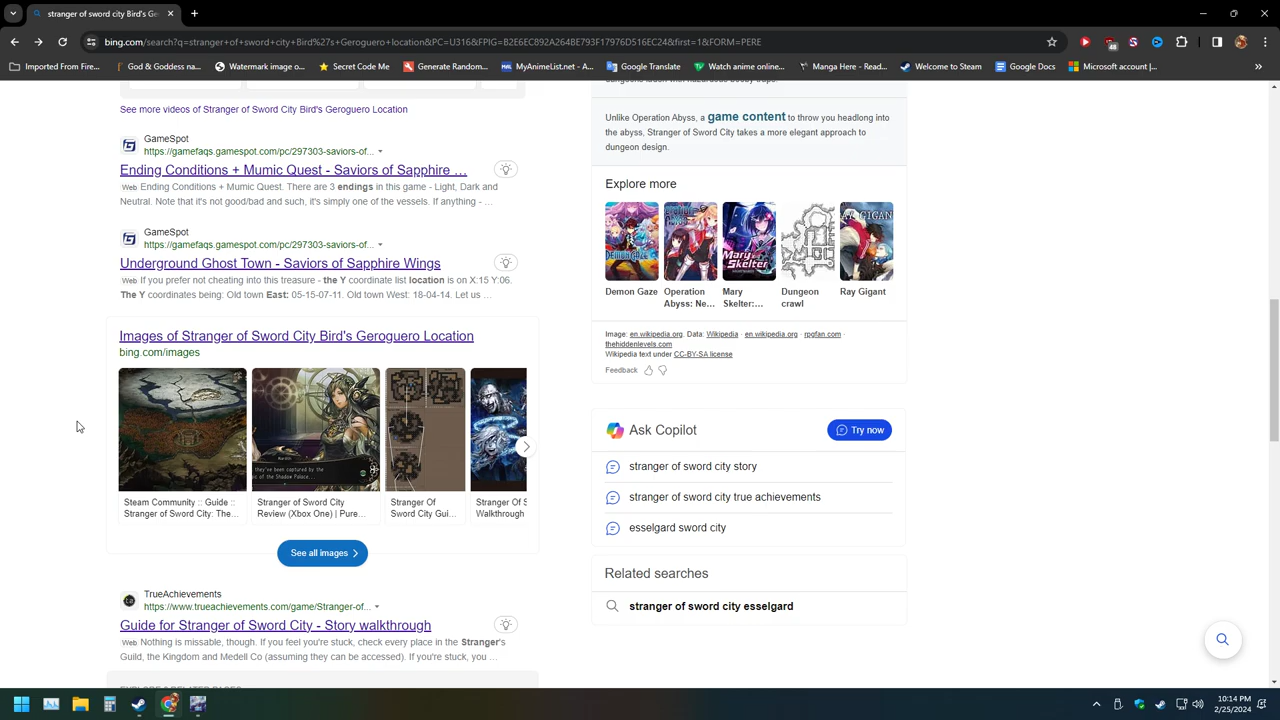 stranger of sword city Bird's Ger
bing.com/search?q=stranger+of+sword+city+Bird%27s+Geroguero+location&PC=U316&FPIG=B2E6EC892A264BE793F17976D516EC24&first=1&FORM=PERE
48
Imported From Fire...
God & Goddess na...
Watermark Image...
Secret Code Me
Generate Random...
MyAnimeList.net - A...
Google Translate
Watch anime online...
Manga Here - Read...
Welcome to Steam
Google Docs
Microsoft account |...
See more videos of Stranger of Sword City Bird's Geroguero Location
GameSpot
https://gamefaqs.gamespot.com/pc/297303-saviors-of...
Ending Conditions + Mumic Quest - Saviors of Sapphire …
Web Ending Conditions + Mumic Quest. There are 3 endings in this game - Light, Dark and
Neutral. Note that it's not good/bad and such, it's simply one of the vessels. If anything - …
GameSpot
https://gamefaqs.gamespot.com/pc/297303-saviors-of...
Underground Ghost Town - Saviors of Sapphire Wings
Web If you prefer not cheating into this treasure - the Y coordinate list location is on X:15 Y:06.
The Y coordinates being: Old town East: 05-15-07-11. Old town West: 18-04-14. Let us …
Images of Stranger of Sword City Bird's Geroguero Location
bing.com/images
they've been captured by the
Steam Community :: Guide ::
Stranger of Sword City: The...
Stranger of Sword City
Review (Xbox One) | Pure...
Stranger Of
Sword City Gui...
Stranger Of S
Walkthrough
See all images
TrueAchievements
https://www.trueachievements.com/game/Stranger-of...
Guide for Stranger of Sword City - Story walkthrough
Web Nothing is missable, though. If you feel you're stuck, check every place in the Stranger's
Guild, the Kingdom and Medell Co (assuming they can be accessed). If you're stuck, you …
Unlike Operation Abyss, a game content to throw you headlong into
the abyss, Stranger of Sword City takes a more elegant approach to
dungeon design.
Explore more
Demon Gaze
Operation
Abyss: Ne...
Mary
Skelter:...
Dungeon
crawl
Ray Gigant
Image: en.wikipedia.org. Data: Wikipedia · en.wikipedia.org · rpgfan.com ·
thehiddenlevels.com
Wikipedia text under CC-BY-SA license
Feedback
Ask Copilot
Try now
stranger of sword city story
stranger of sword city true achievements
esselgard sword city
Related searches
stranger of sword city esselgard
10:14 PM
2/25/2024